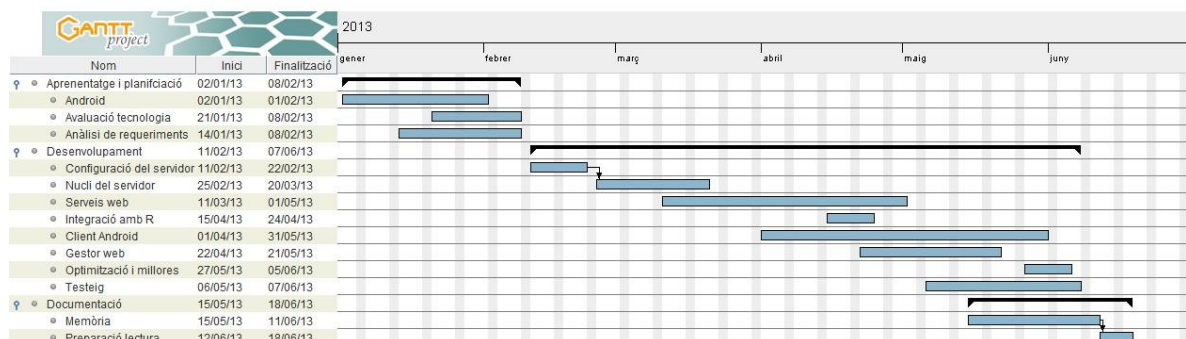 GANTT project
2013
Nom Inici Finalització
gener febrer març abril maig juny
Aprenentatge i planifciació 02/01/13 08/02/13
Android 02/01/13 01/02/13
Avaluació tecnologia 21/01/13 08/02/13
Anàlisi de requeriments 14/01/13 08/02/13
Desenvolupament 11/02/13 07/06/13
Configuració del servidor 11/02/13 22/02/13
Nucli del servidor 25/02/13 20/03/13
Serveis web 11/03/13 01/05/13
Integració amb R 15/04/13 24/04/13
Client Android 01/04/13 31/05/13
Gestor web 22/04/13 21/05/13
Optimització i millores 27/05/13 05/06/13
Testeig 06/05/13 07/06/13
Documentació 15/05/13 18/06/13
Memòria 15/05/13 11/06/13
Preparació lectura 12/06/13 18/06/13